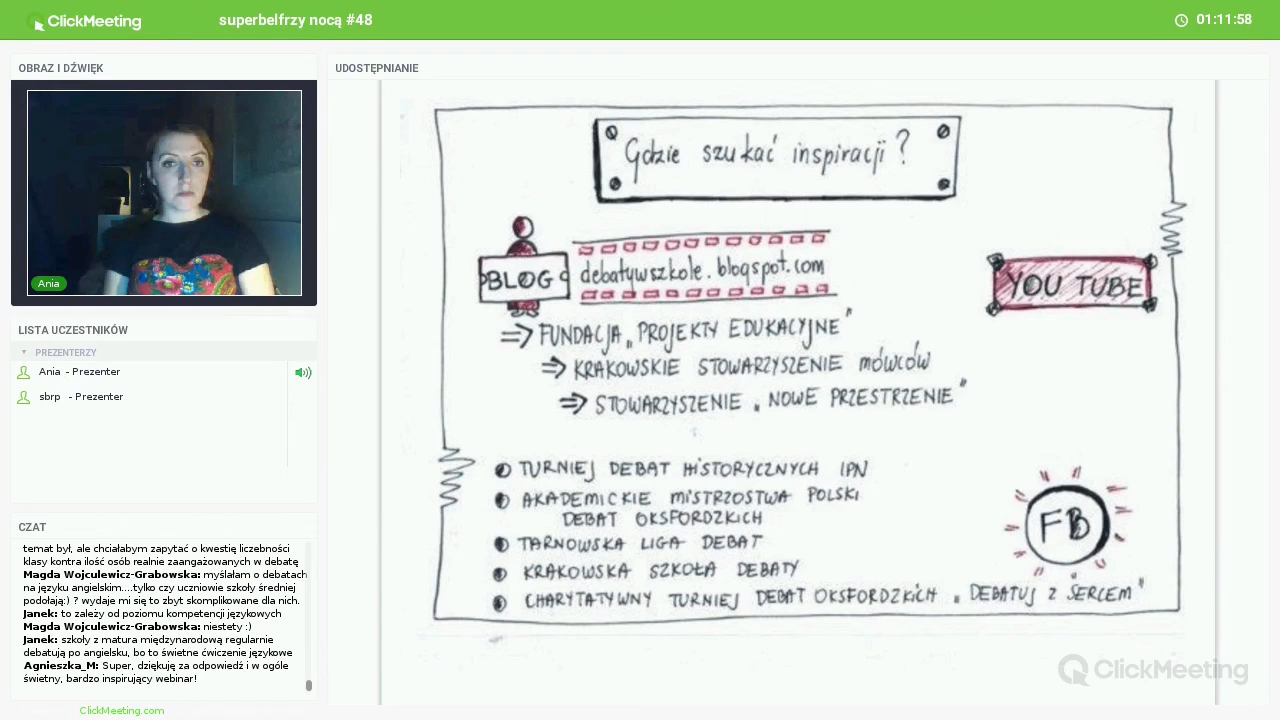 ClickMeeting
superbelfrzy nocą #48
01:11:58
OBRAZ I DŹWIĘK
Ania
LISTA UCZESTNIKÓW
PREZENTERZY
Ania - Prezenter
sbrp - Prezenter
CZAT
temat był, ale chciałabym zapytać o kwestię liczebności
klasy kontra ilość osób realnie zaangażowanych w debatę
Magda Wojculewicz-Grabowska: myślałam o debatach
na języku angielskim....tylko czy uczniowie szkoły średniej
podołają:) ? wydaje mi się to zbyt skomplikowane dla nich.
Janek: to zależy od poziomu kompetencji językowych
Magda Wojculewicz-Grabowska: niestety :)
Janek: szkoły z matura międzynarodową regularnie
debatują po angielsku, bo to świetne ćwiczenie językowe
Agnieszka_M: Super, dziękuję za odpowiedź i w ogóle
świetny, bardzo inspirujący webinar!
ClickMeeting.com
UDOSTĘPNIANIE
Gdzie szukać inspiracji?
BLOG
debatywszkole.blogspot.com
YOU TUBE
⇒ FUNDACJA „PROJEKTY EDUKACYJNE"
⇒ KRAKOWSKIE STOWARZYSZENIE MÓWCÓW
⇒ STOWARZYSZENIE „NOWE PRZESTRZENIE"
TURNIEJ DEBAT HISTORYCZNYCH IPN
AKADEMICKIE MISTRZOSTWA POLSKI
DEBAT OKSFORDZKICH
TARNOWSKA LIGA DEBAT
KRAKOWSKA SZKOŁA DEBATY
CHARYTATYWNY TURNIEJ DEBAT OKSFORDZKICH „DEBATUJ Z SERCEM"
FB
ClickMeeting